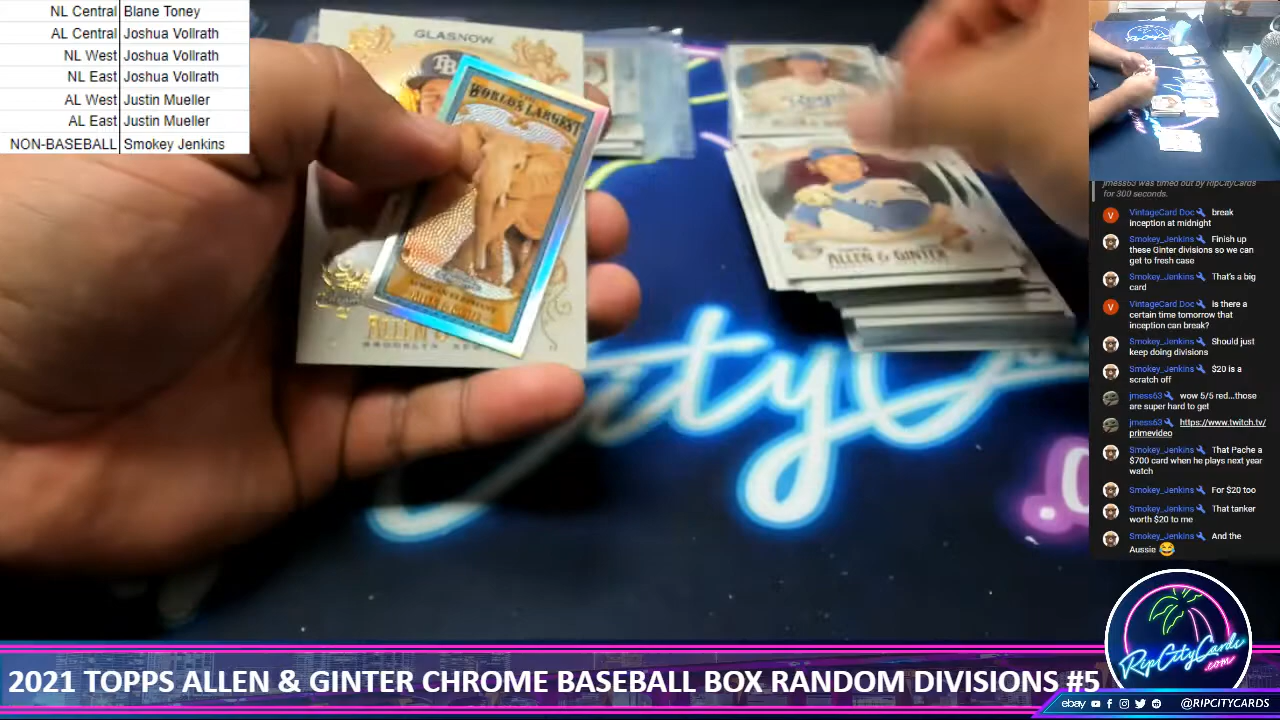 NL Central Blane Toney
AL Central Joshua Vollrath
NL West Joshua Vollrath
NL East Joshua Vollrath
AL West Justin Mueller
AL East Justin Mueller
NON-BASEBALL Smokey Jenkins
GLASNOW
TB
WORLD'S LARGEST
ALLEN & GINTER
jmess63 was timed out by RipCityCards
for 300 seconds.
V VintageCard Doc break
inception at midnight
Smokey_Jenkins Finish up
these Ginter divisions so we can
get to fresh case
Smokey_Jenkins That's a big
card
V VintageCard Doc is there a
certain time tomorrow that
inception can break?
Smokey_Jenkins Should just
keep doing divisions
Smokey_Jenkins $20 is a
scratch off
jmess63 wow 5/5 red...those
are super hard to get
jmess63 https://www.twitch.tv/
primevideo
Smokey_Jenkins That Pache a
$700 card when he plays next year
watch
Smokey_Jenkins For $20 too
Smokey_Jenkins That tanker
worth $20 to me
Smokey_Jenkins And the
Aussie 😂
RipCityCards
.com
2021 TOPPS ALLEN & GINTER CHROME BASEBALL BOX RANDOM DIVISIONS #5
ebay @RIPCITYCARDS